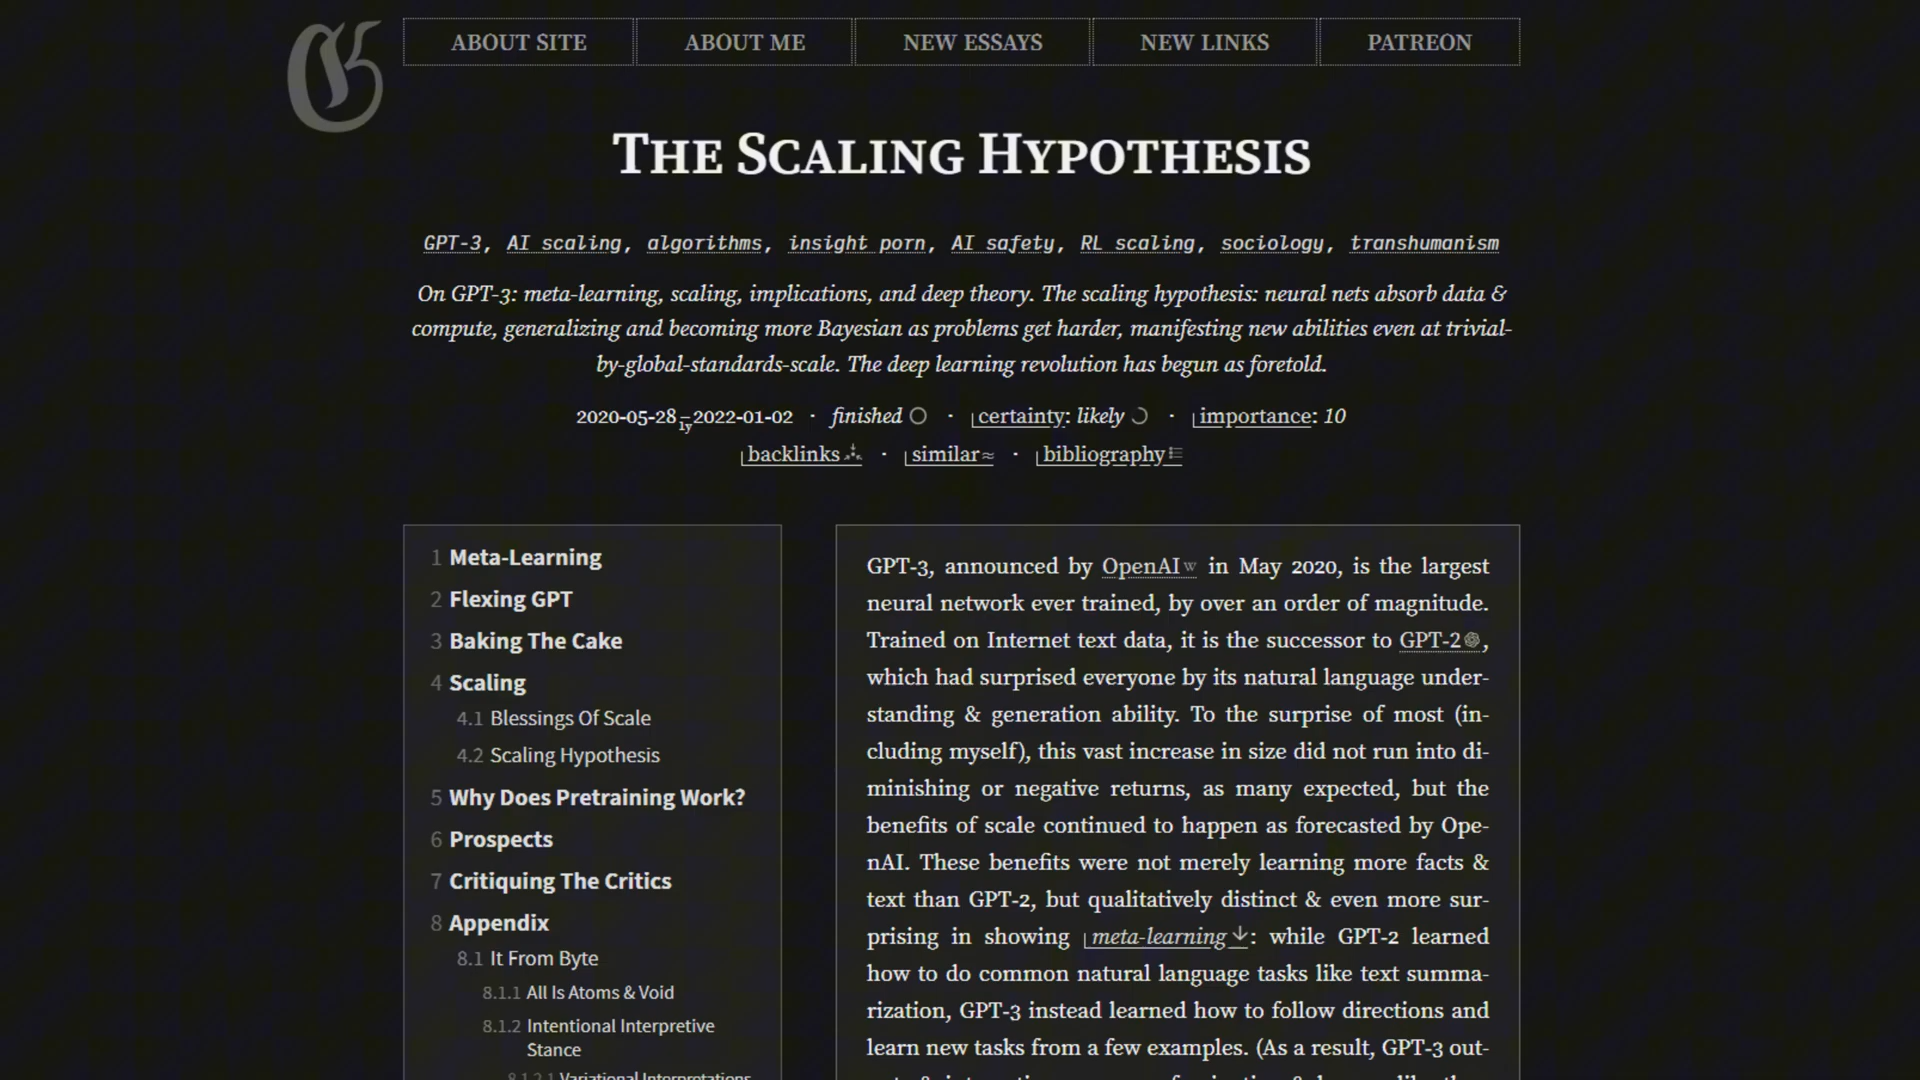 G
ABOUT SITE
ABOUT ME
NEW ESSAYS
NEW LINKS
PATREON
THE SCALING HYPOTHESIS
GPT-3, AI scaling, algorithms, insight porn, AI safety, RL scaling, sociology, transhumanism
On GPT-3: meta-learning, scaling, implications, and deep theory. The scaling hypothesis: neural nets absorb data &
compute, generalizing and becoming more Bayesian as problems get harder, manifesting new abilities even at trivial-
by-global-standards-scale. The deep learning revolution has begun as foretold.
2020-05-28–1y2022-01-02 · finished · certainty: likely · importance: 10
backlinks · similar≈ · bibliography
1 Meta-Learning
2 Flexing GPT
3 Baking The Cake
4 Scaling
4.1 Blessings Of Scale
4.2 Scaling Hypothesis
5 Why Does Pretraining Work?
6 Prospects
7 Critiquing The Critics
8 Appendix
8.1 It From Byte
8.1.1 All Is Atoms & Void
8.1.2 Intentional Interpretive
Stance
8.1.2.1 Variational Interpretations
GPT-3, announced by OpenAI W in May 2020, is the largest
neural network ever trained, by over an order of magnitude.
Trained on Internet text data, it is the successor to GPT-2,
which had surprised everyone by its natural language under-
standing & generation ability. To the surprise of most (in-
cluding myself), this vast increase in size did not run into di-
minishing or negative returns, as many expected, but the
benefits of scale continued to happen as forecasted by Ope-
nAI. These benefits were not merely learning more facts &
text than GPT-2, but qualitatively distinct & even more sur-
prising in showing meta-learning↓: while GPT-2 learned
how to do common natural language tasks like text summa-
rization, GPT-3 instead learned how to follow directions and
learn new tasks from a few examples. (As a result, GPT-3 out-